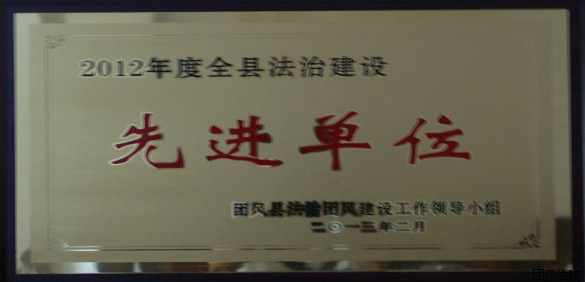 2012年度全县法治建设
先进单位
团风县法治团风建设工作领导小组
二〇一三年二月